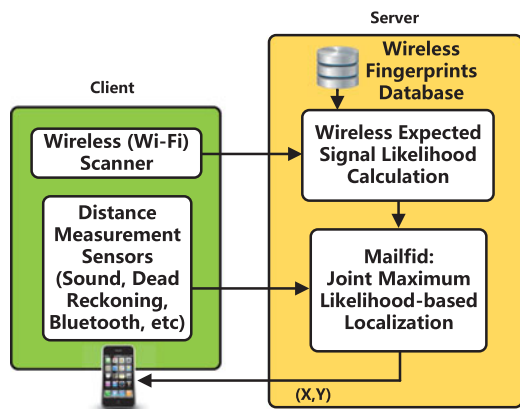 Server
Wireless
Fingerprints
Database
Client
Wireless (Wi-Fi)
Scanner
Wireless Expected
Signal Likelihood
Calculation
Distance
Measurement
Sensors
(Sound, Dead
Reckoning,
Bluetooth, etc)
Mailfid:
Joint Maximum
Likelihood-based
Localization
(X,Y)